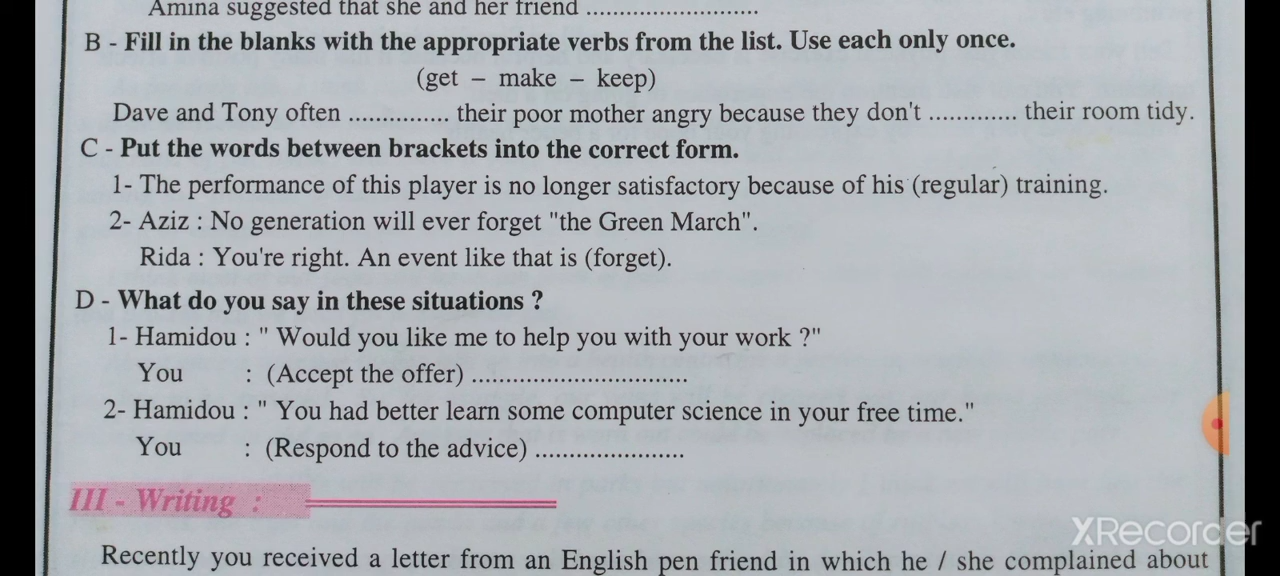 Amina suggested that she and her friend ..........................
B - Fill in the blanks with the appropriate verbs from the list. Use each only once.
(get – make – keep)
Dave and Tony often ............... their poor mother angry because they don't ............. their room tidy.
C - Put the words between brackets into the correct form.
1- The performance of this player is no longer satisfactory because of his (regular) training.
2- Aziz : No generation will ever forget "the Green March".
Rida : You're right. An event like that is (forget).
D - What do you say in these situations ?
1- Hamidou : " Would you like me to help you with your work ?"
You : (Accept the offer) ................................
2- Hamidou : " You had better learn some computer science in your free time."
You : (Respond to the advice) ......................
III - Writing :
XRecorder
Recently you received a letter from an English pen friend in which he / she complained about